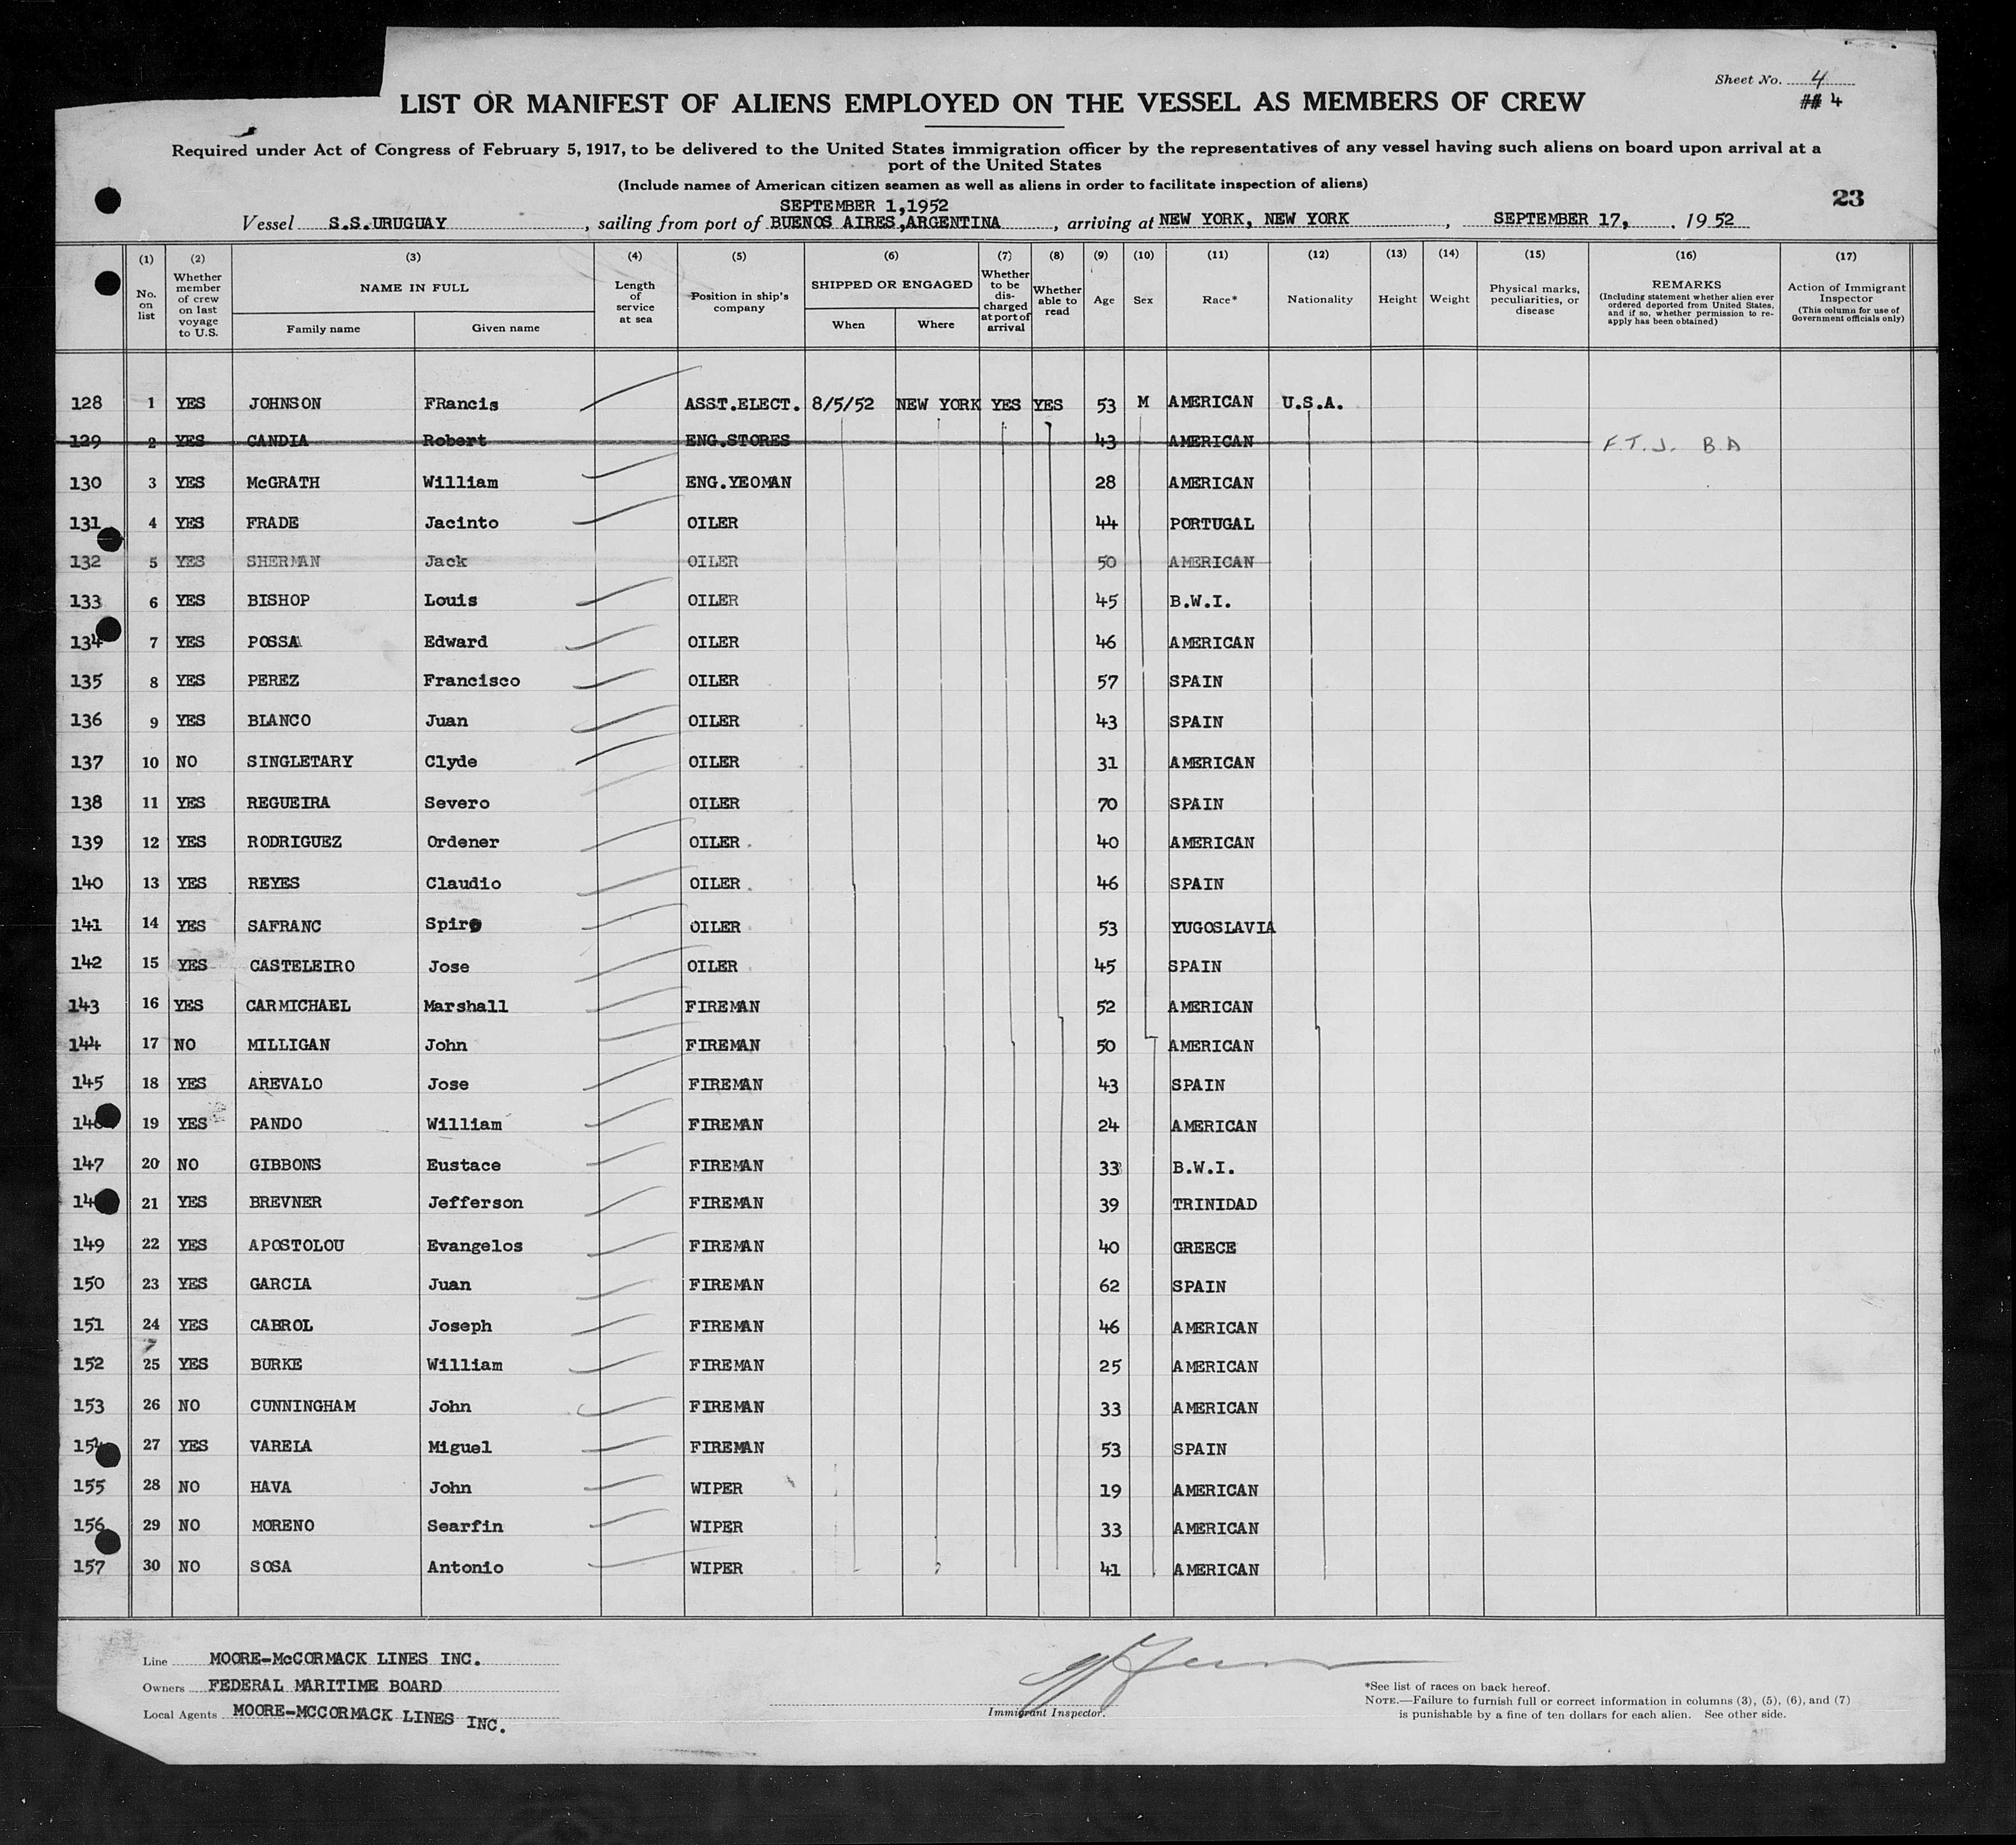 Sheet No. 4
## 4
LIST OR MANIFEST OF ALIENS EMPLOYED ON THE VESSEL AS MEMBERS OF CREW
Required under Act of Congress of February 5, 1917, to be delivered to the United States immigration officer by the representatives of any vessel having such aliens on board upon arrival at a
port of the United States
(Include names of American citizen seamen as well as aliens in order to facilitate inspection of aliens)
23
SEPTEMBER 1,1952
Vessel S.S.URUGUAY, sailing from port of BUENOS AIRES,ARGENTINA, arriving at NEW YORK, NEW YORK, SEPTEMBER 17, 1952
(1) No. on list
(2) Whether member of crew on last voyage to U.S.
(3) NAME IN FULL
Family name Given name
(4) Length of service at sea
(5) Position in ship's company
(6) SHIPPED OR ENGAGED
When Where
(7) Whether to be discharged at port of arrival
(8) Whether able to read
(9) Age
(10) Sex
(11) Race*
(12) Nationality
(13) Height
(14) Weight
(15) Physical marks, peculiarities, or disease
(16) REMARKS (Including statement whether alien ever ordered deported from United States, and if so, whether permission to re-apply has been obtained)
(17) Action of Immigrant Inspector (This column for use of Government officials only)
128 1 YES JOHNSON FRancis ASST.ELECT. 8/5/52 NEW YORK YES YES 53 M AMERICAN U.S.A.
129 2 YES CANDIA Robert ENG.STORES 43 AMERICAN F.T.J. B.A
130 3 YES McGRATH William ENG.YEOMAN 28 AMERICAN
131 4 YES FRADE Jacinto OILER 44 PORTUGAL
132 5 YES SHERMAN Jack OILER 50 AMERICAN
133 6 YES BISHOP Louis OILER 45 B.W.I.
134 7 YES POSSA Edward OILER 46 AMERICAN
135 8 YES PEREZ Francisco OILER 57 SPAIN
136 9 YES BLANCO Juan OILER 43 SPAIN
137 10 NO SINGLETARY Clyde OILER 31 AMERICAN
138 11 YES REGUEIRA Severo OILER 70 SPAIN
139 12 YES RODRIGUEZ Ordener OILER 40 AMERICAN
140 13 YES REYES Claudio OILER 46 SPAIN
141 14 YES SAFRANC Spiro OILER 53 YUGOSLAVIA
142 15 YES CASTELEIRO Jose OILER 45 SPAIN
143 16 YES CARMICHAEL Marshall FIREMAN 52 AMERICAN
144 17 NO MILLIGAN John FIREMAN 50 AMERICAN
145 18 YES AREVALO Jose FIREMAN 43 SPAIN
146 19 YES PANDO William FIREMAN 24 AMERICAN
147 20 NO GIBBONS Eustace FIREMAN 33 B.W.I.
14 21 YES BREVNER Jefferson FIREMAN 39 TRINIDAD
149 22 YES APOSTOLOU Evangelos FIREMAN 40 GREECE
150 23 YES GARCIA Juan FIREMAN 62 SPAIN
151 24 YES CABROL Joseph FIREMAN 46 AMERICAN
152 25 YES BURKE William FIREMAN 25 AMERICAN
153 26 NO CUNNINGHAM John FIREMAN 33 AMERICAN
154 27 YES VARELA Miguel FIREMAN 53 SPAIN
155 28 NO HAVA John WIPER 19 AMERICAN
156 29 NO MORENO Searfin WIPER 33 AMERICAN
157 30 NO SOSA Antonio WIPER 41 AMERICAN
Line MOORE-McCORMACK LINES INC.
Owners FEDERAL MARITIME BOARD
Local Agents MOORE-MCCORMACK LINES INC.
Immigrant Inspector.
*See list of races on back hereof.
NOTE.—Failure to furnish full or correct information in columns (3), (5), (6), and (7)
is punishable by a fine of ten dollars for each alien. See other side.